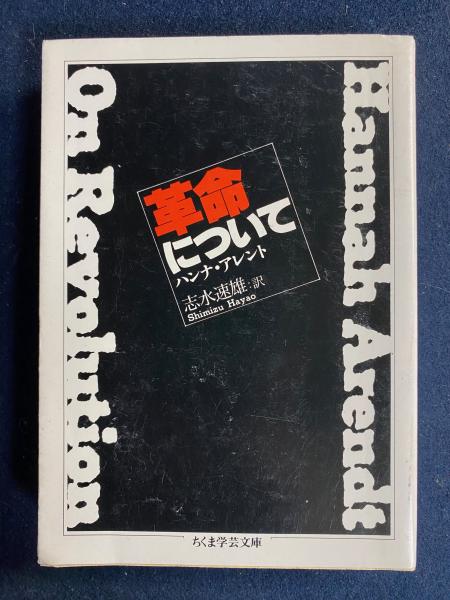 Hannah Arendt
On Revolution
革命
について
ハンナ・アレント
志水速雄:訳
Shimizu Hayao
ちくま学芸文庫